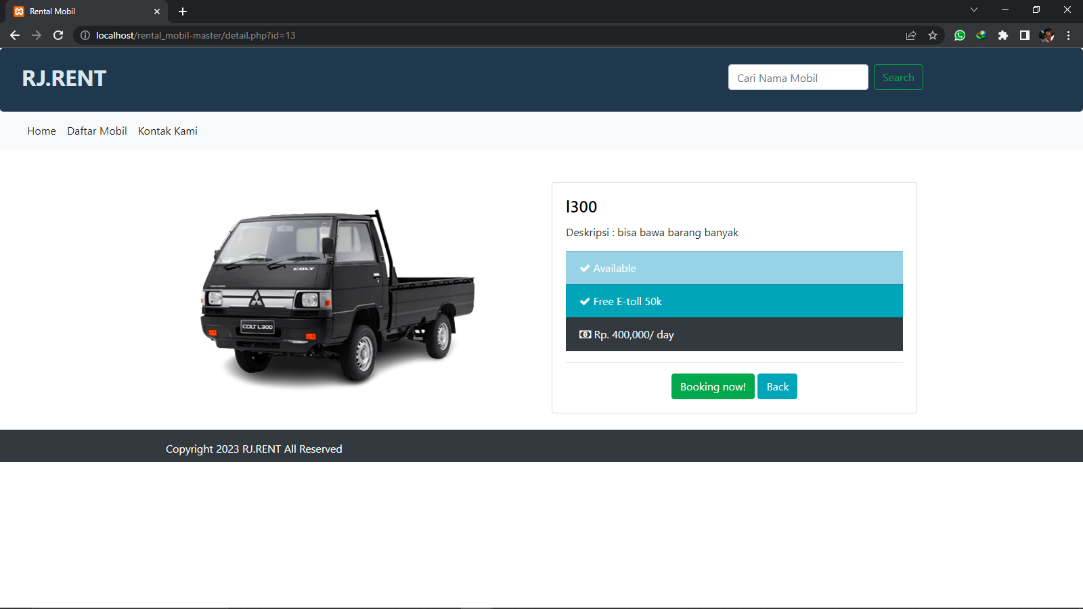 Rental Mobil
localhost/rental_mobil-master/detail.php?id=13
RJ.RENT
Cari Nama Mobil
Search
Home
Daftar Mobil
Kontak Kami
COLT
COLT L300
l300
Deskripsi : bisa bawa barang banyak
Available
Free E-toll 50k
Rp. 400,000/ day
Booking now!
Back
Copyright 2023 RJ.RENT All Reserved